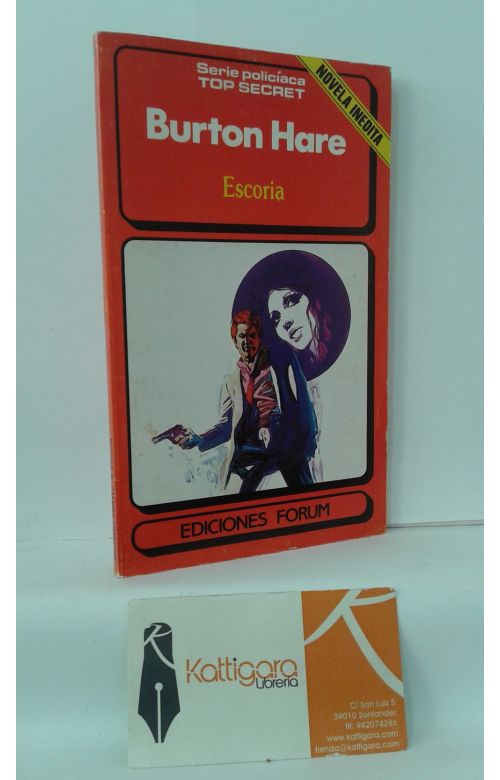 Serie policíaca
TOP SECRET
NOVELA INEDITA
Burton Hare
Escoria
EDICIONES FORUM
Kattigara
Librería
C/ San Luis 5
39010 Santander
tlf: 942074286
www.kattigara.com
tienda@kattigara.com